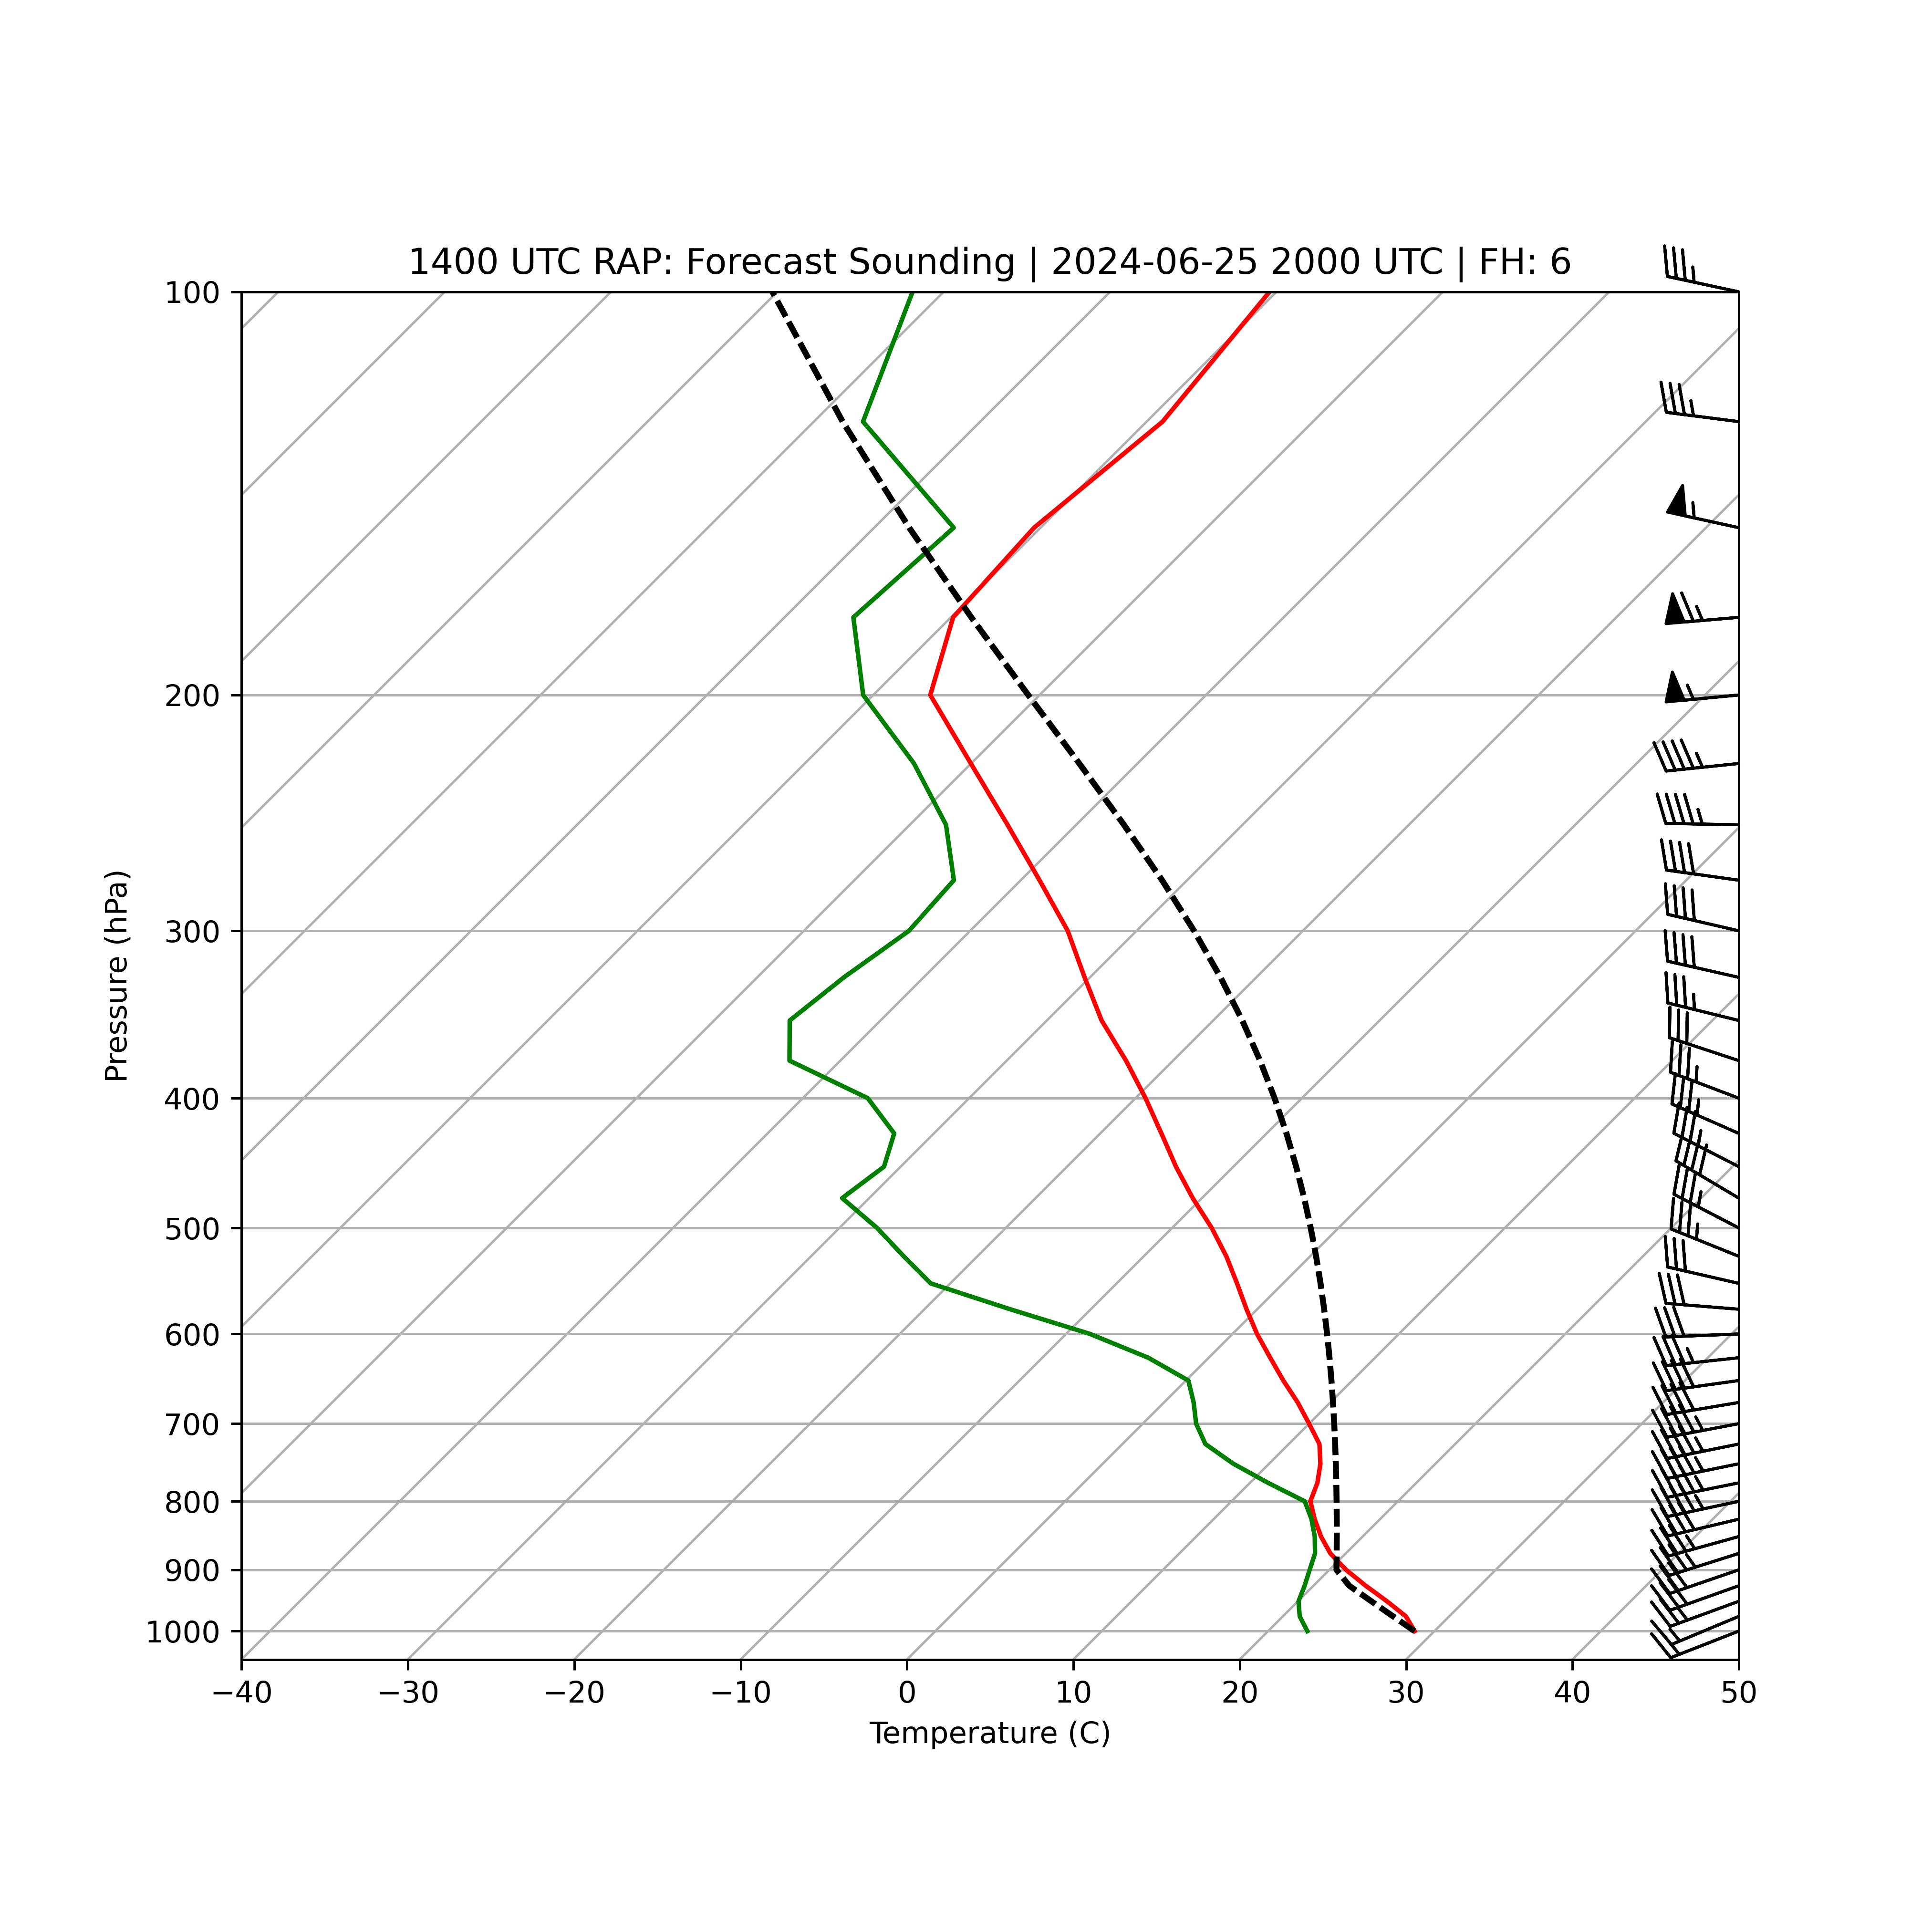 1400 UTC RAP: Forecast Sounding | 2024-06-25 2000 UTC | FH: 6
100
200
300
400
500
600
700
800
900
1000
Pressure (hPa)
−40 −30 −20 −10 0 10 20 30 40 50
Temperature (C)